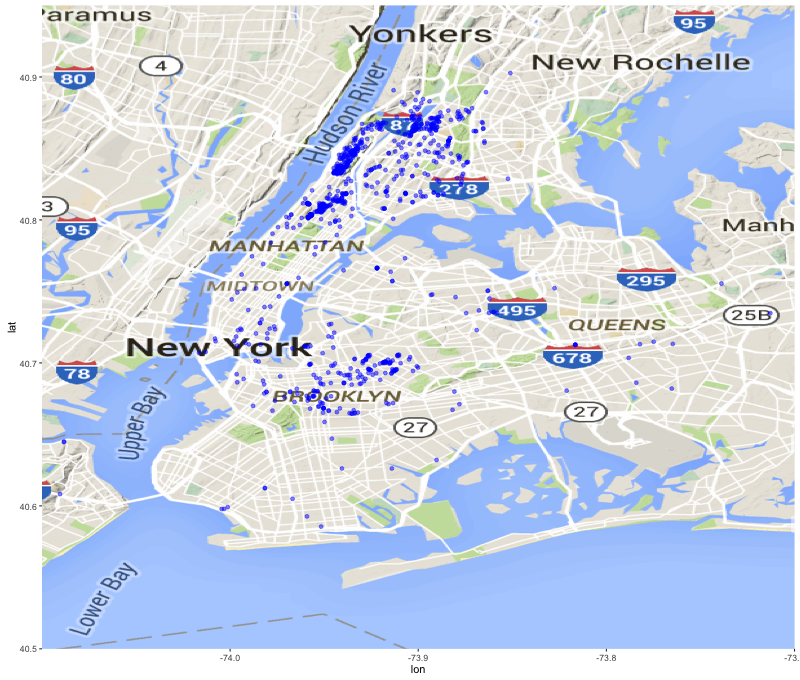 Paramus
95
Yonkers
4
New Rochelle
80
40.9
Hudson River
87
278
3
40.8
95
Manh
MANHATTAN
295
MIDTOWN
495
25B
QUEENS
lat
New York
678
40.7
78
BROOKLYN
27
27
Upper Bay
40.6
Lower Bay
40.5
-74.0
-73.9
-73.8
-73.
lon